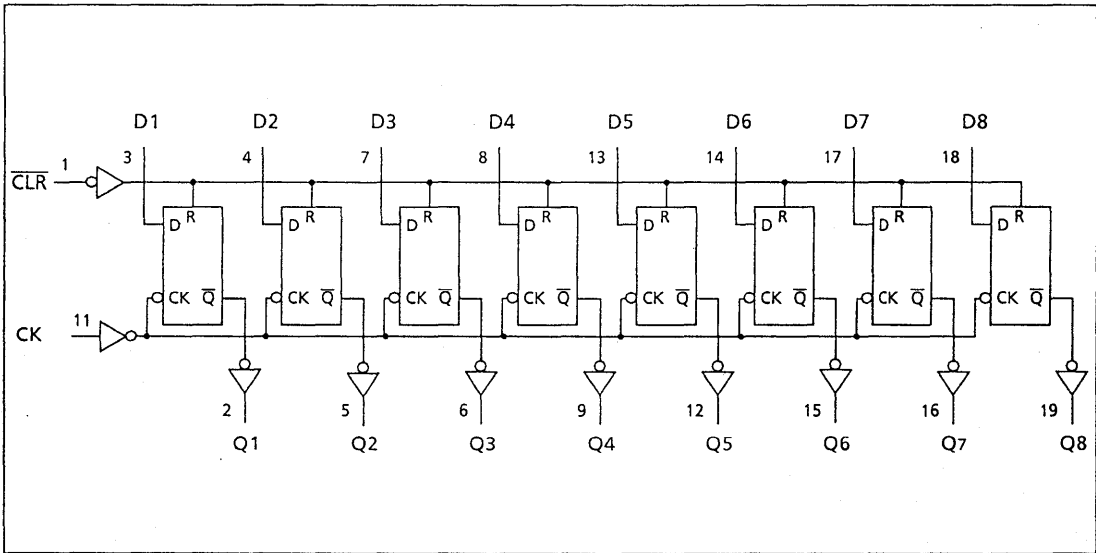 D1 D2 D3 D4 D5 D6 D7 D8
3 4 7 8 13 14 17 18
C̅L̅R̅ 1
R R R R R R R R
D D D D D D D D
CK Q̅ CK Q̅ CK Q̅ CK Q̅ CK Q̅ CK Q̅ CK Q̅ CK Q̅
CK 11
2 5 6 9 12 15 16 19
Q1 Q2 Q3 Q4 Q5 Q6 Q7 Q8